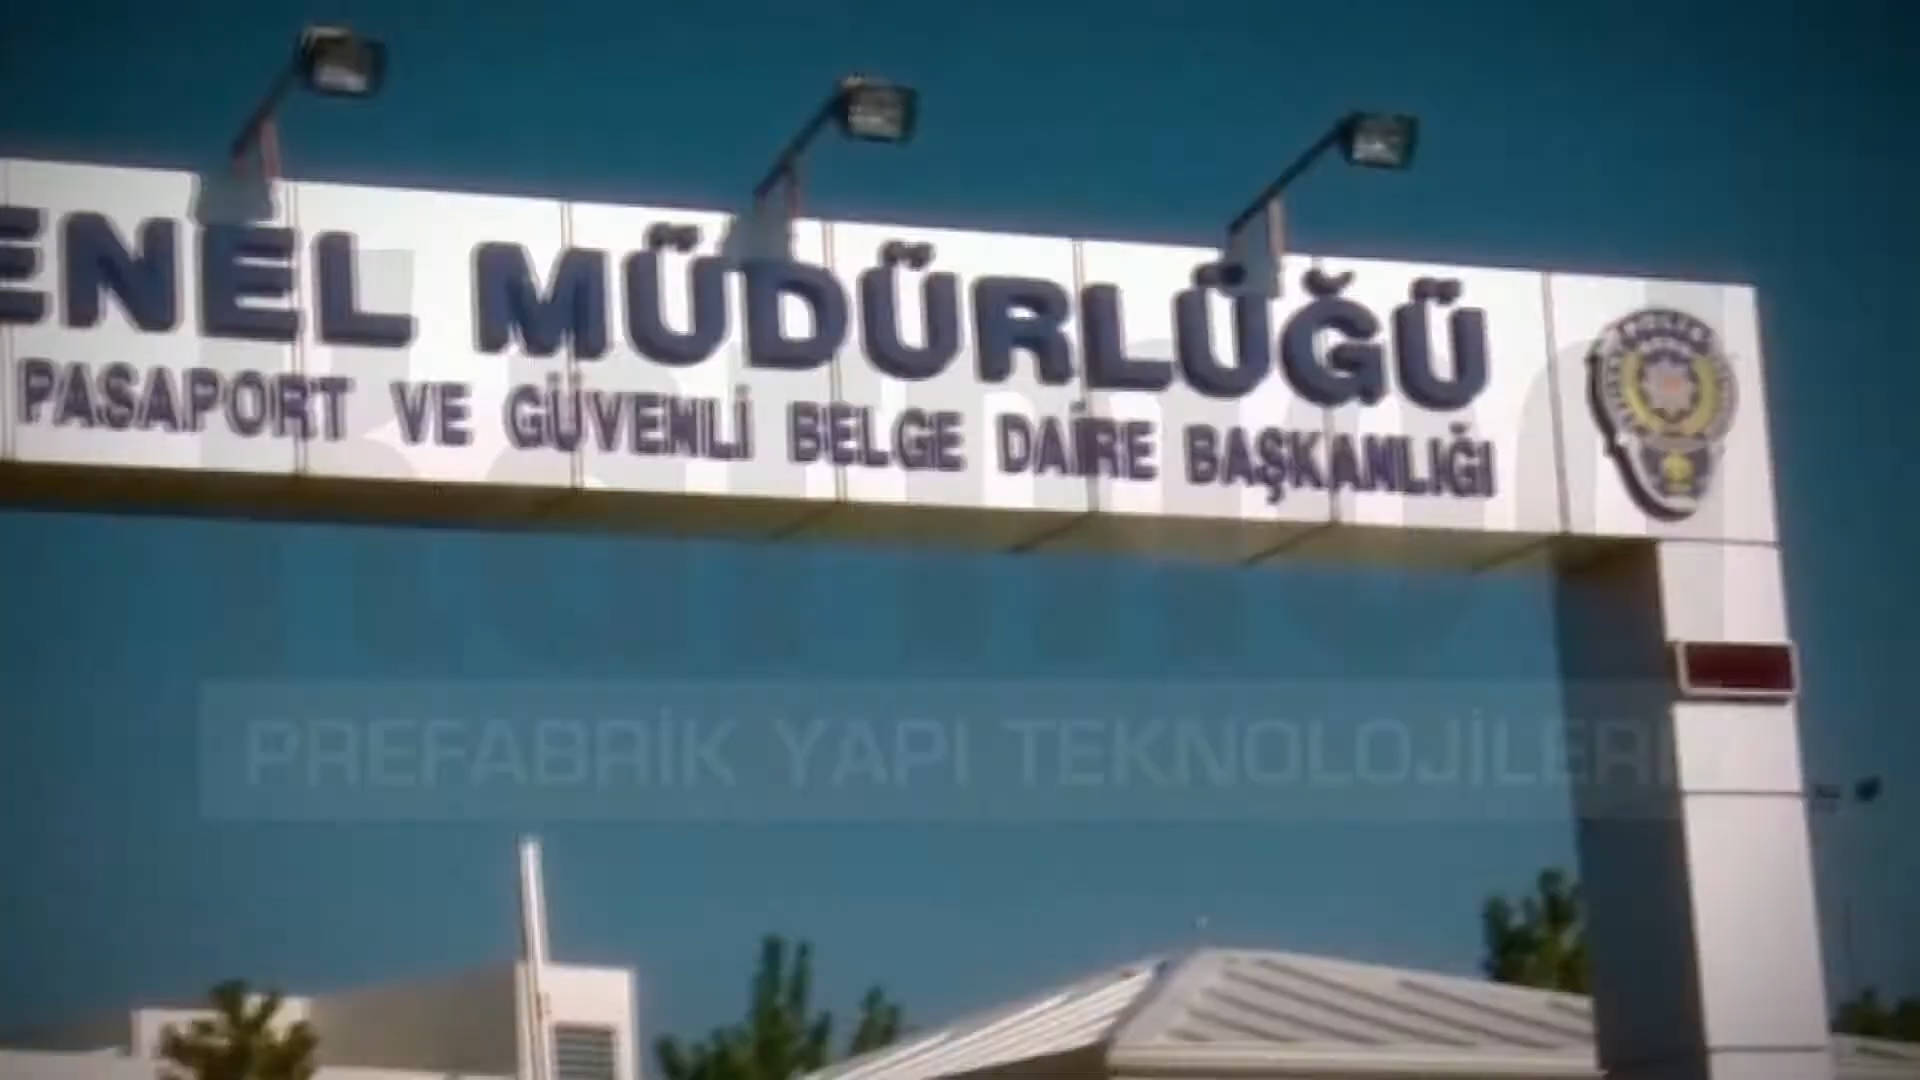 ENEL MÜDÜRLÜĞÜ
PASAPORT VE GÜVENLİ BELGE DAİRE BAŞKANLIĞI
PREFABRİK YAPI TEKNOLOJİLERİ